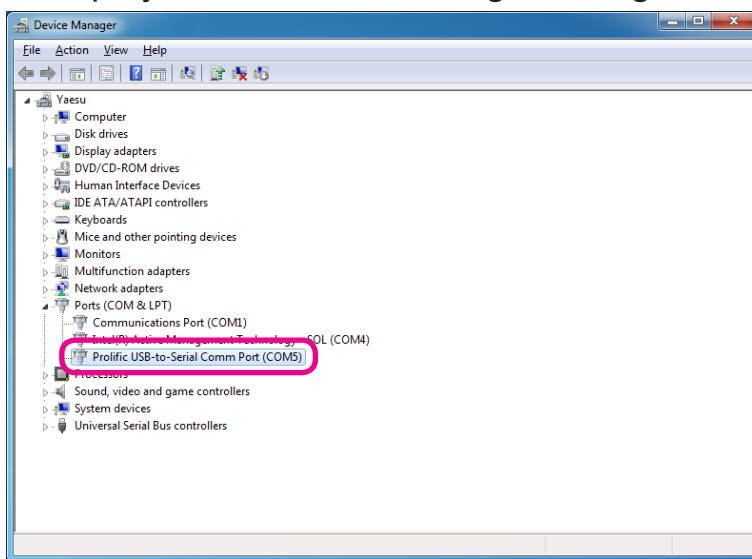 Device Manager
File Action View Help
Yaesu
Computer
Disk drives
Display adapters
DVD/CD-ROM drives
Human Interface Devices
IDE ATA/ATAPI controllers
Keyboards
Mice and other pointing devices
Monitors
Multifunction adapters
Network adapters
Ports (COM & LPT)
Communications Port (COM1)
Intel(R) Active Management Technology - SOL (COM4)
Prolific USB-to-Serial Comm Port (COM5)
Processors
Sound, video and game controllers
System devices
Universal Serial Bus controllers